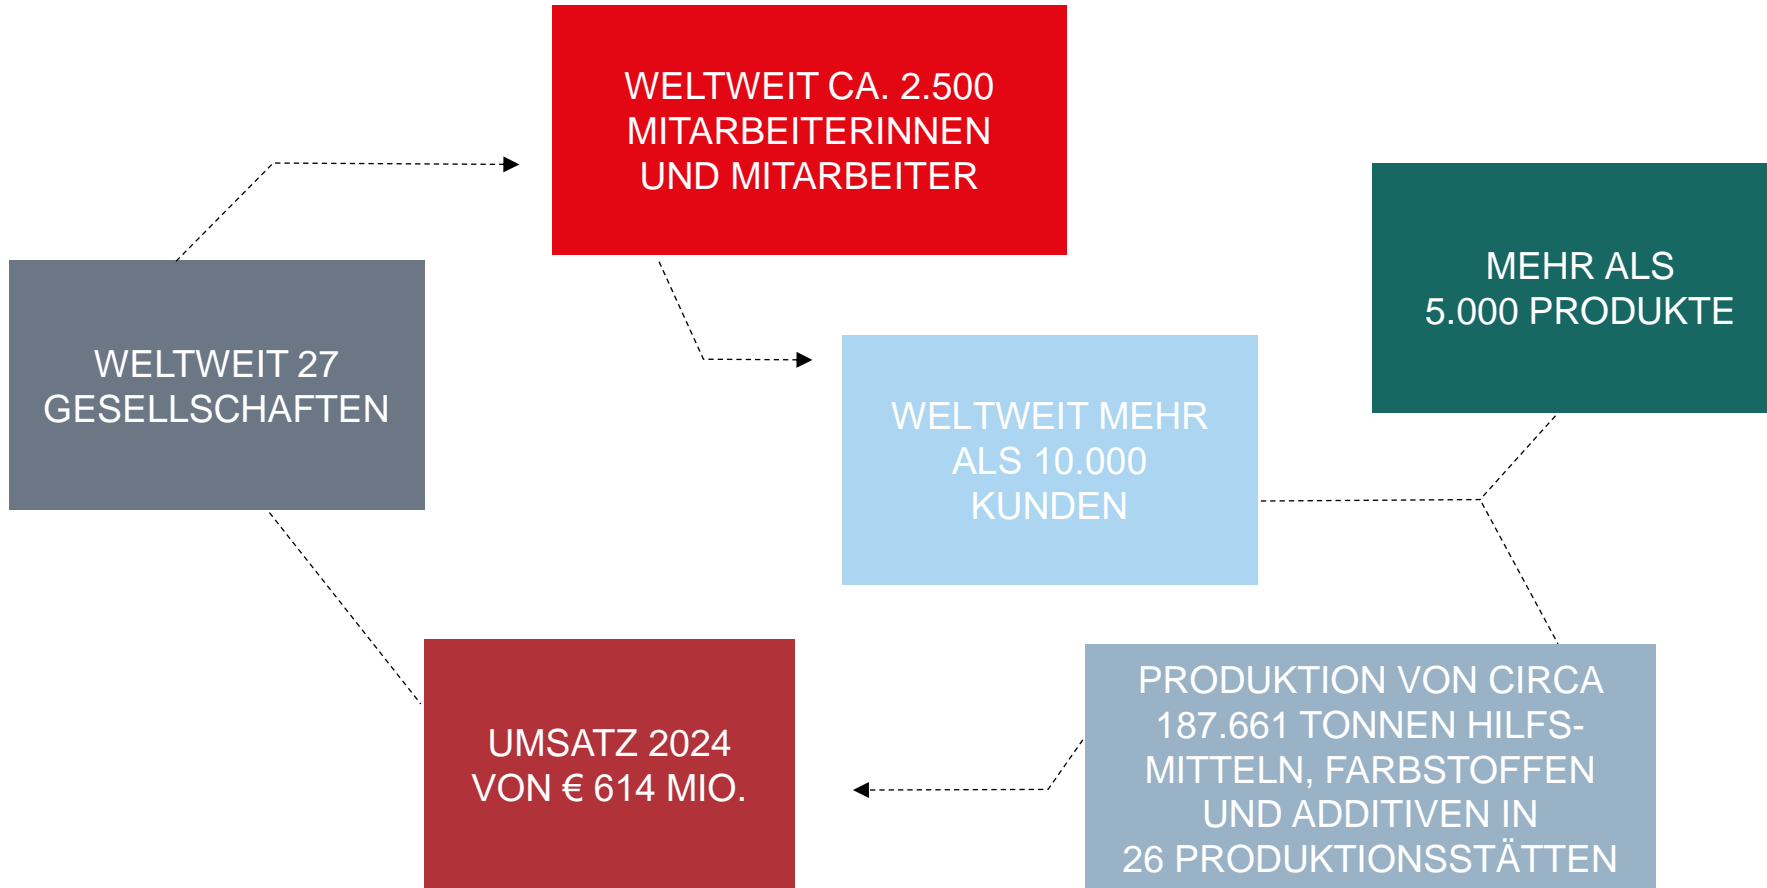 WELTWEIT CA. 2.500
MITARBEITERINNEN
UND MITARBEITER
MEHR ALS
5.000 PRODUKTE
WELTWEIT 27
GESELLSCHAFTEN
WELTWEIT MEHR
ALS 10.000
KUNDEN
UMSATZ 2024
VON € 614 MIO.
PRODUKTION VON CIRCA
187.661 TONNEN HILFS-
MITTELN, FARBSTOFFEN
UND ADDITIVEN IN
26 PRODUKTIONSSTÄTTEN